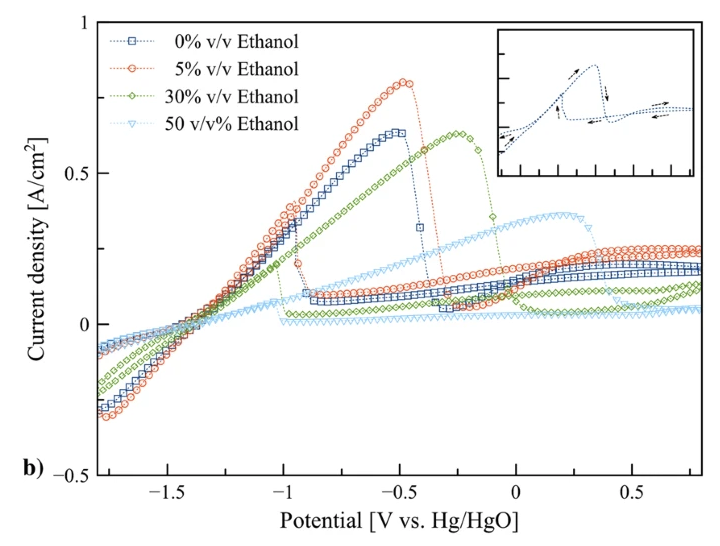 1
0% v/v Ethanol
5% v/v Ethanol
30% v/v Ethanol
50 v/v% Ethanol
0.5
Current density [A/cm²]
0
b)
−0.5
−1.5
−1
−0.5
0
0.5
Potential [V vs. Hg/HgO]